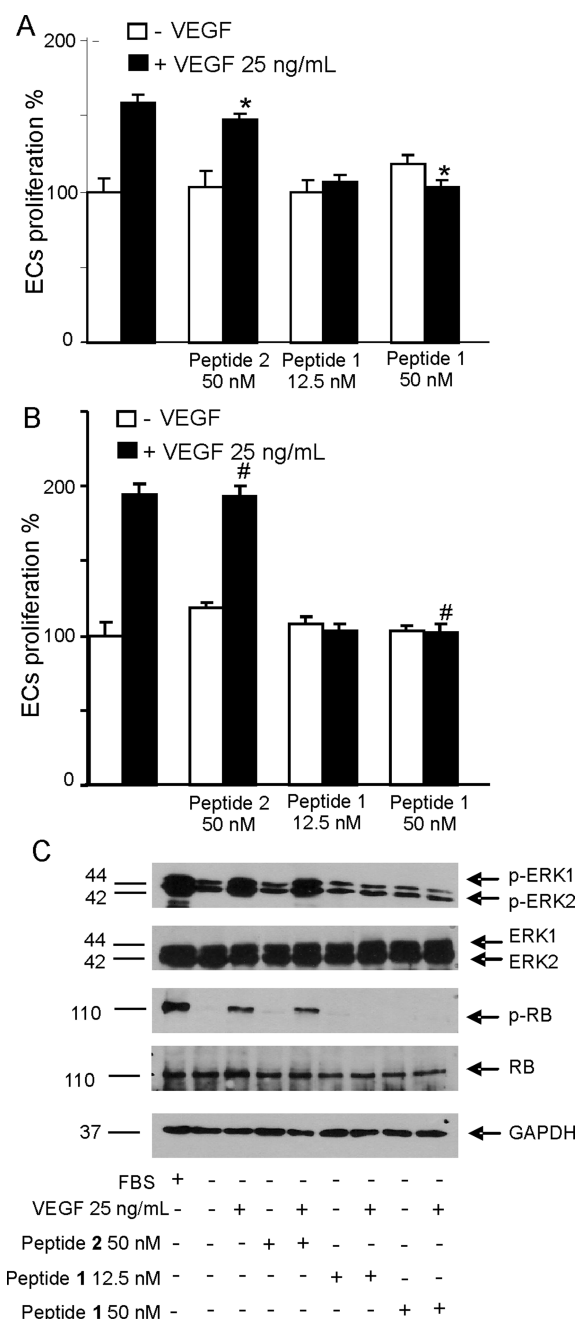 A
- VEGF
+ VEGF 25 ng/mL
ECs proliferation %
200
100
0
*
*
Peptide 2
50 nM
Peptide 1
12.5 nM
Peptide 1
50 nM
B
- VEGF
+ VEGF 25 ng/mL
ECs proliferation %
200
100
0
#
#
Peptide 2
50 nM
Peptide 1
12.5 nM
Peptide 1
50 nM
C
44
42
p-ERK1
p-ERK2
44
42
ERK1
ERK2
110
p-RB
110
RB
37
GAPDH
FBS + - - - - - - - -
VEGF 25 ng/mL - - + - + - + - +
Peptide 2 50 nM - - - + + - - - -
Peptide 1 12.5 nM - - - - - + + - -
Peptide 1 50 nM - - - - - - - + +